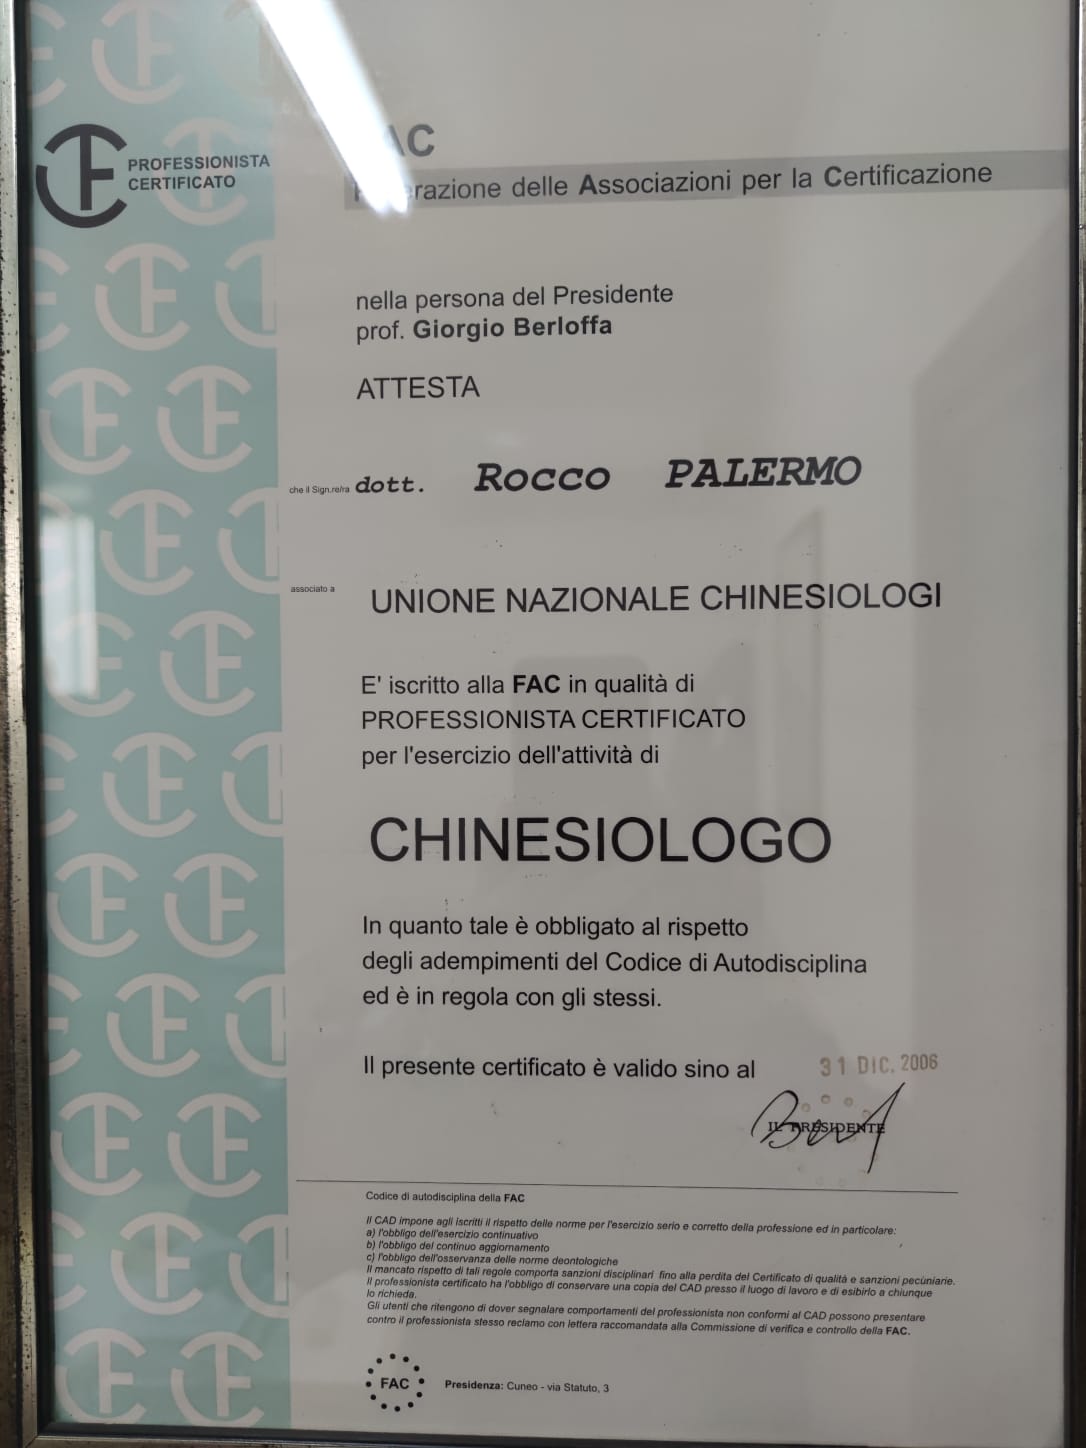 PROFESSIONISTA
CERTIFICATO
AC
delle Associazioni per la Certificazione
nella persona del Presidente
prof. Giorgio Berloffa
ATTESTA
che il Sign.re/ra dott. Rocco PALERMO
associato a UNIONE NAZIONALE CHINESIOLOGI
E' iscritto alla FAC in qualità di
PROFESSIONISTA CERTIFICATO
per l'esercizio dell'attività di
CHINESIOLOGO
In quanto tale è obbligato al rispetto
degli adempimenti del Codice di Autodisciplina
ed è in regola con gli stessi.
Il presente certificato è valido sino al 31 DIC. 2006
IL PRESIDENTE
Codice di autodisciplina della FAC
Il CAD impone agli iscritti il rispetto delle norme per l'esercizio serio e corretto della professione ed in particolare:
a) l'obbligo dell'esercizio continuativo
b) l'obbligo del continuo aggiornamento
c) l'obbligo dell'osservanza delle norme deontologiche
Il mancato rispetto di tali regole comporta sanzioni disciplinari fino alla perdita del Certificato di qualità e sanzioni pecuniarie.
Il professionista certificato ha l'obbligo di conservare una copia del CAD presso il luogo di lavoro e di esibirlo a chiunque
lo richieda.
Gli utenti che ritengono di dover segnalare comportamenti del professionista non conformi al CAD possono presentare
contro il professionista stesso reclamo con lettera raccomandata alla Commissione di verifica e controllo della FAC.
FAC Presidenza: Cuneo - via Statuto, 3